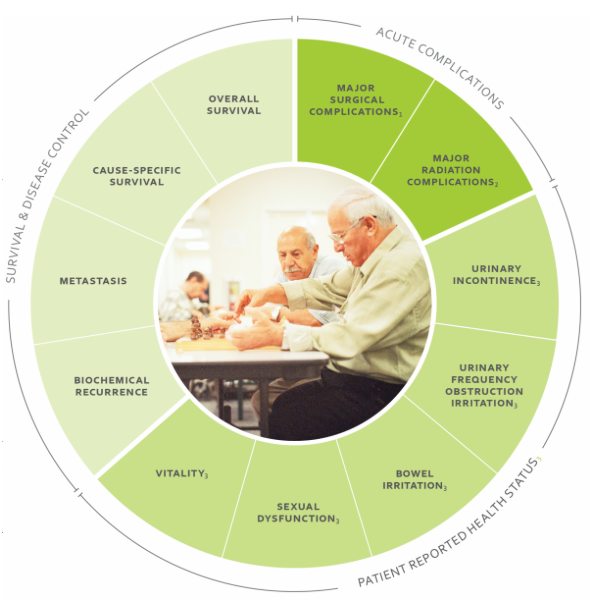 ACUTE COMPLICATIONS
MAJOR
SURGICAL
COMPLICATIONS₁
MAJOR
RADIATION
COMPLICATIONS₂
PATIENT REPORTED HEALTH STATUS₃
URINARY
INCONTINENCE₃
URINARY
FREQUENCY
OBSTRUCTION
IRRITATION₃
BOWEL
IRRITATION₃
SEXUAL
DYSFUNCTION₃
VITALITY₃
SURVIVAL & DISEASE CONTROL
BIOCHEMICAL
RECURRENCE
METASTASIS
CAUSE-SPECIFIC
SURVIVAL
OVERALL
SURVIVAL